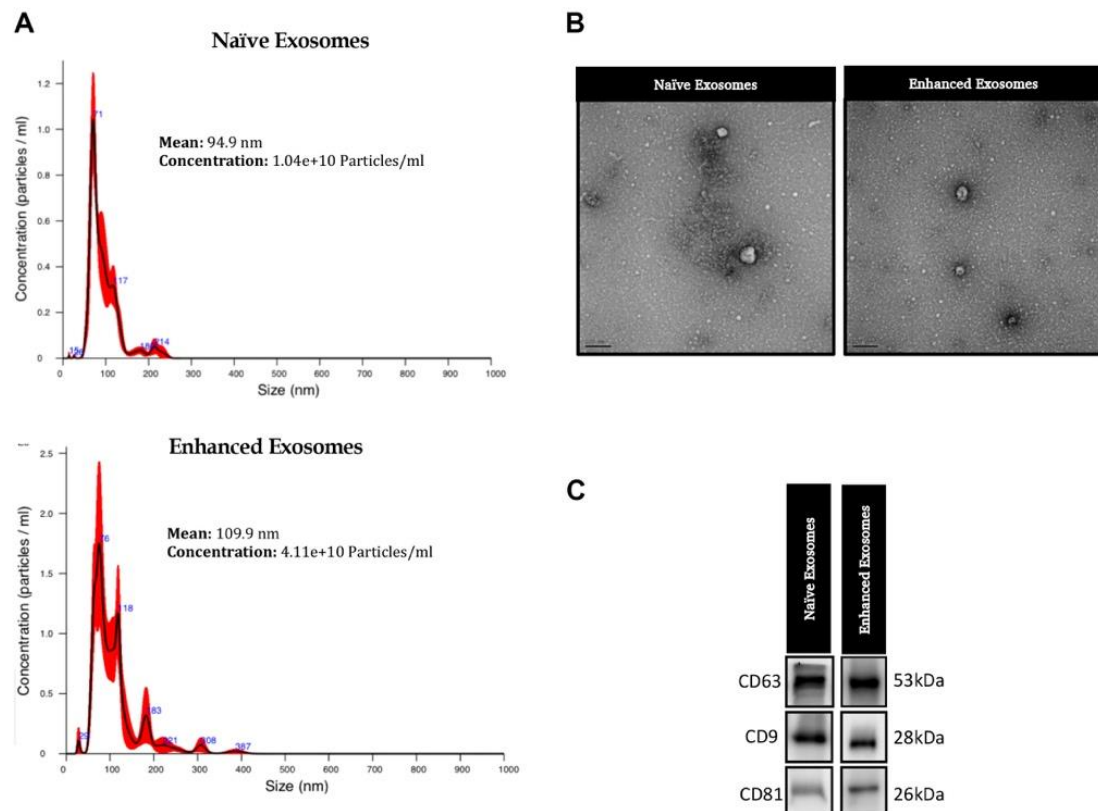 A
Naïve Exosomes
1.2
1.0
0.8
0.6
0.4
0.2
0
Concentration (particles / ml)
71
117
214
Mean: 94.9 nm
Concentration: 1.04e+10 Particles/ml
0 100 200 300 400 500 600 700 800 900 1000
Size (nm)
Enhanced Exosomes
2.5
2.0
1.5
1.0
0.5
0
Concentration (particles / ml)
76
118
183
387
Mean: 109.9 nm
Concentration: 4.11e+10 Particles/ml
0 100 200 300 400 500 600 700 800 900 1000
Size (nm)
B
Naïve Exosomes
Enhanced Exosomes
C
Naïve Exosomes
Enhanced Exosomes
CD63 53kDa
CD9 28kDa
CD81 26kDa